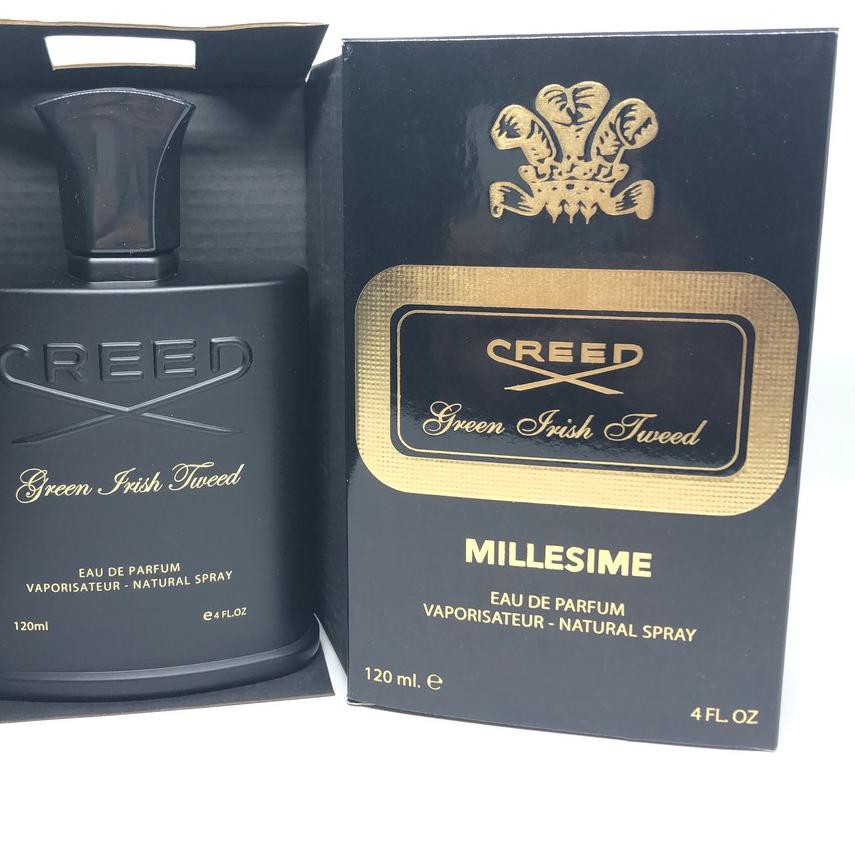 CREED
Green Irish Tweed
EAU DE PARFUM
VAPORISATEUR - NATURAL SPRAY
120ml
e 4 FL.OZ
CREED
Green Irish Tweed
MILLESIME
EAU DE PARFUM
VAPORISATEUR - NATURAL SPRAY
120 ml. e
4 FL. OZ